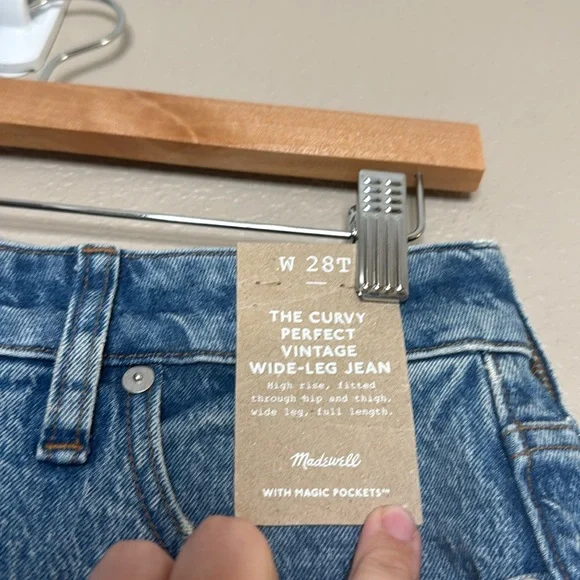 W 28T
THE CURVY
PERFECT
VINTAGE
WIDE-LEG JEAN
High rise, fitted
through hip and thigh,
wide leg, full length.
Madewell
WITH MAGIC POCKETS™